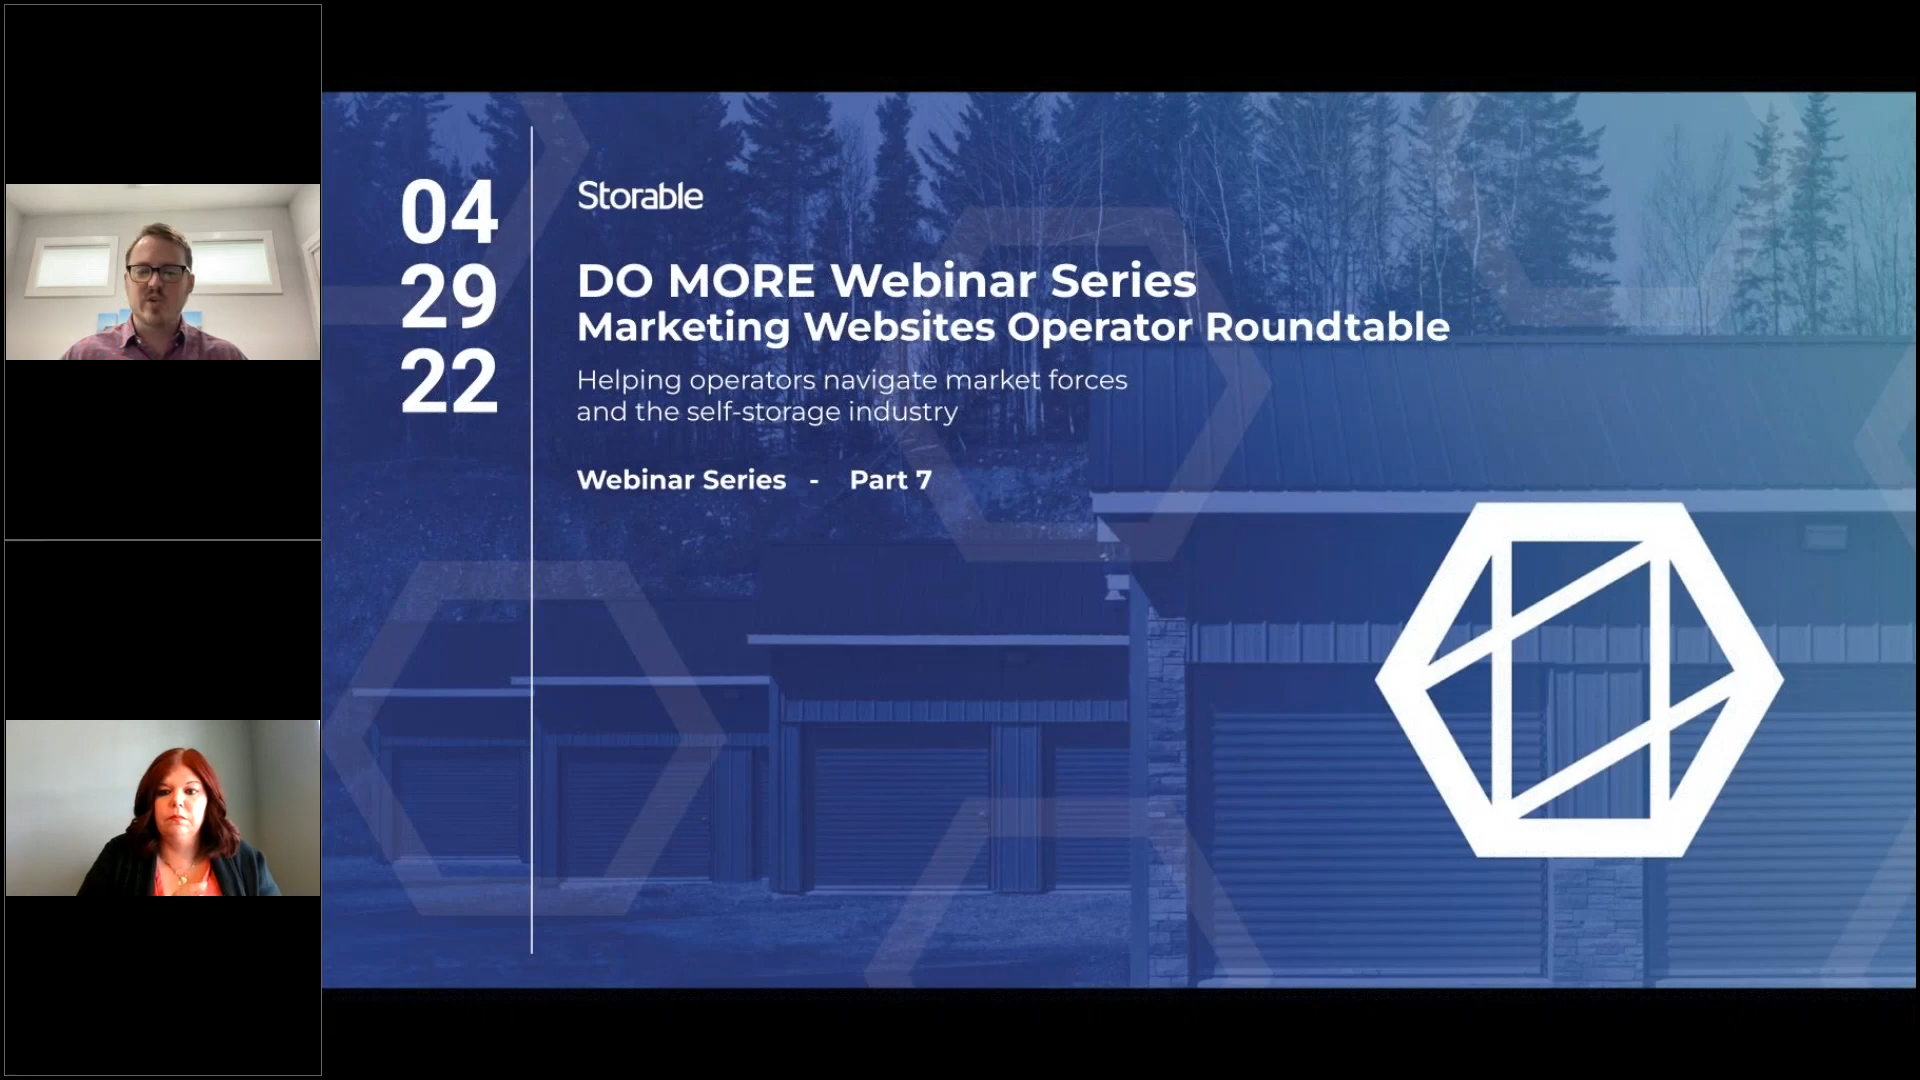 04
29
22
Storable
DO MORE Webinar Series
Marketing Websites Operator Roundtable
Helping operators navigate market forces
and the self-storage industry
Webinar Series - Part 7